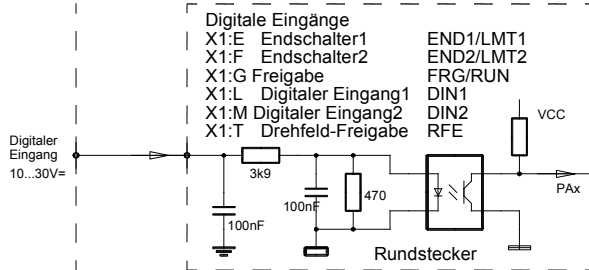 Digitale Eingänge
X1:E Endschalter1 END1/LMT1
X1:F Endschalter2 END2/LMT2
X1:G Freigabe FRG/RUN
X1:L Digitaler Eingang1 DIN1
X1:M Digitaler Eingang2 DIN2
X1:T Drehfeld-Freigabe RFE
VCC
Digitaler
Eingang
10...30V=
3k9
PAx
100nF
470
100nF
Rundstecker